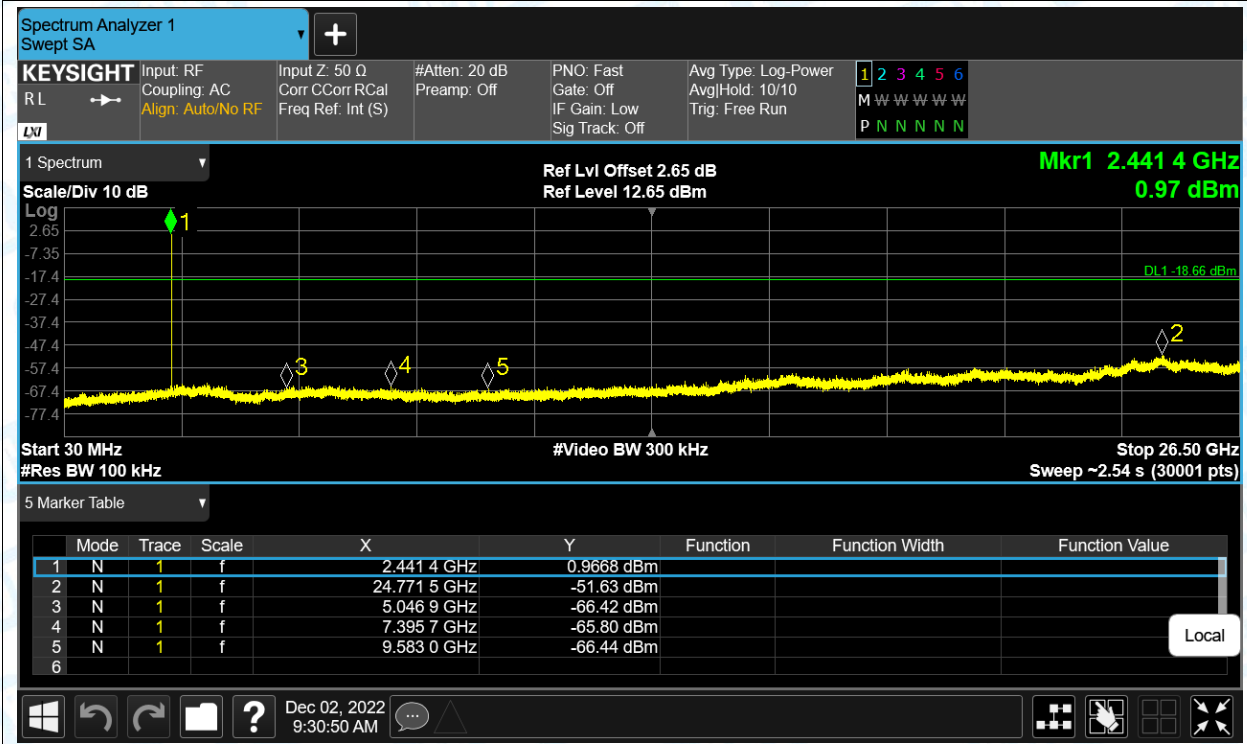 Spectrum Analyzer 1
Swept SA
+
KEYSIGHT
R L
LXI
Input: RF
Coupling: AC
Align: Auto/No RF
Input Z: 50 Ω
Corr CCorr RCal
Freq Ref: Int (S)
#Atten: 20 dB
Preamp: Off
PNO: Fast
Gate: Off
IF Gain: Low
Sig Track: Off
Avg Type: Log-Power
Avg|Hold: 10/10
Trig: Free Run
1 2 3 4 5 6
M W W W W W
P N N N N N
1 Spectrum
Scale/Div 10 dB
Ref Lvl Offset 2.65 dB
Ref Level 12.65 dBm
Mkr1 2.441 4 GHz
0.97 dBm
Log
2.65
-7.35
-17.4
-27.4
-37.4
-47.4
-57.4
-67.4
-77.4
1
DL1 -18.66 dBm
2
3
4
5
Start 30 MHz
#Res BW 100 kHz
#Video BW 300 kHz
Stop 26.50 GHz
Sweep ~2.54 s (30001 pts)
5 Marker Table
Mode Trace Scale X Y Function Function Width Function Value
1 N 1 f 2.441 4 GHz 0.9668 dBm
2 N 1 f 24.771 5 GHz -51.63 dBm
3 N 1 f 5.046 9 GHz -66.42 dBm
4 N 1 f 7.395 7 GHz -65.80 dBm
5 N 1 f 9.583 0 GHz -66.44 dBm
6
Local
?
Dec 02, 2022
9:30:50 AM